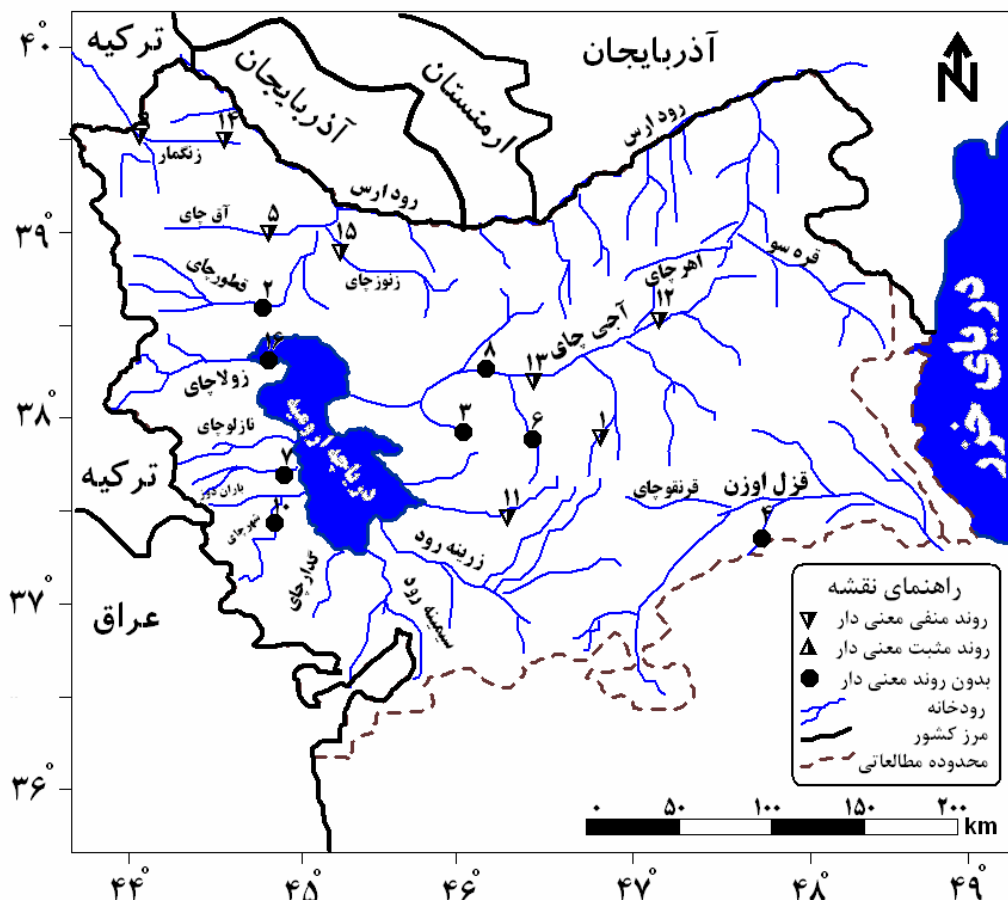 ۴۰°
ترکیه
آذربایجان
ارمنستان
آذربایجان
N
رود ارس
۱۴
زنگمار
رود ارس
۳۹°
آق چای
۵
۱۵
زنوزچای
قطورچای
۲
اهرچای
قره سو
۱۲
آجی چای
۱۶
زولاچای
۸
۱۳
دریای خزر
۳۸°
نازلوچای
دریاچه ارومیه
۳
۶
۱
ترکیه
۷
باران دوز
۱۰
شهرچای
۱۱
قرنقوچای
قزل اوزن
۴
زرینه رود
گدارچای
سیمینه رود
۳۷°
عراق
راهنمای نقشه
روند منفی معنی دار
روند مثبت معنی دار
بدون روند معنی دار
رودخانه
مرز کشور
محدوده مطالعاتی
۳۶°
۰ ۵۰ ۱۰۰ ۱۵۰ ۲۰۰
km
۴۴° ۴۵° ۴۶° ۴۷° ۴۸° ۴۹°